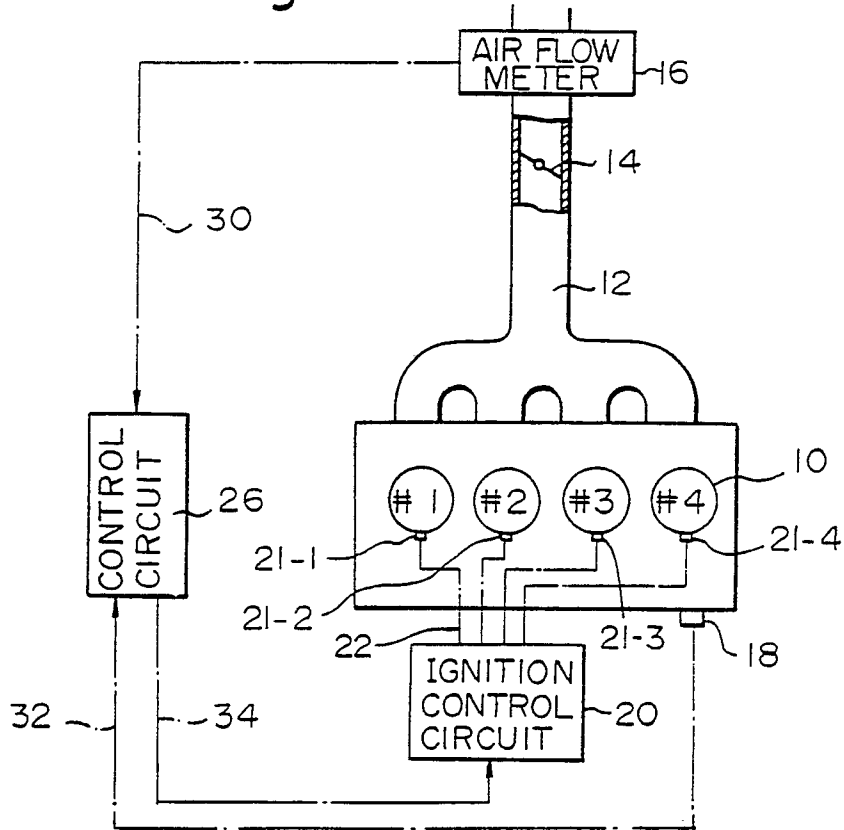 AIR FLOW
METER
16
14
30
12
CONTROL
CIRCUIT
26
10
#1
#2
#3
#4
21-1
21-4
21-2
22
21-3
18
IGNITION
CONTROL
CIRCUIT
20
32
34